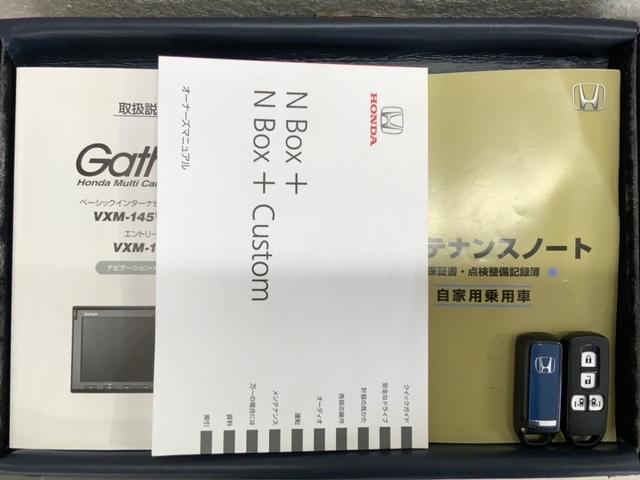 取扱説
Gath
Honda Multi Ca
ベーシックインターナビ
VXM-145
エントリー
VXM-1
ナビゲーション
Gathers
オーナーズマニュアル
N Box +
N Box + Custom
HONDA
クイックガイド
安全なドライブ
計器の見かた
各部の操作
オーディオ
運転
メンテナンス
万一の場合には
資料
索引
テナンスノート
保証書・点検整備記録簿
自家用乗用車